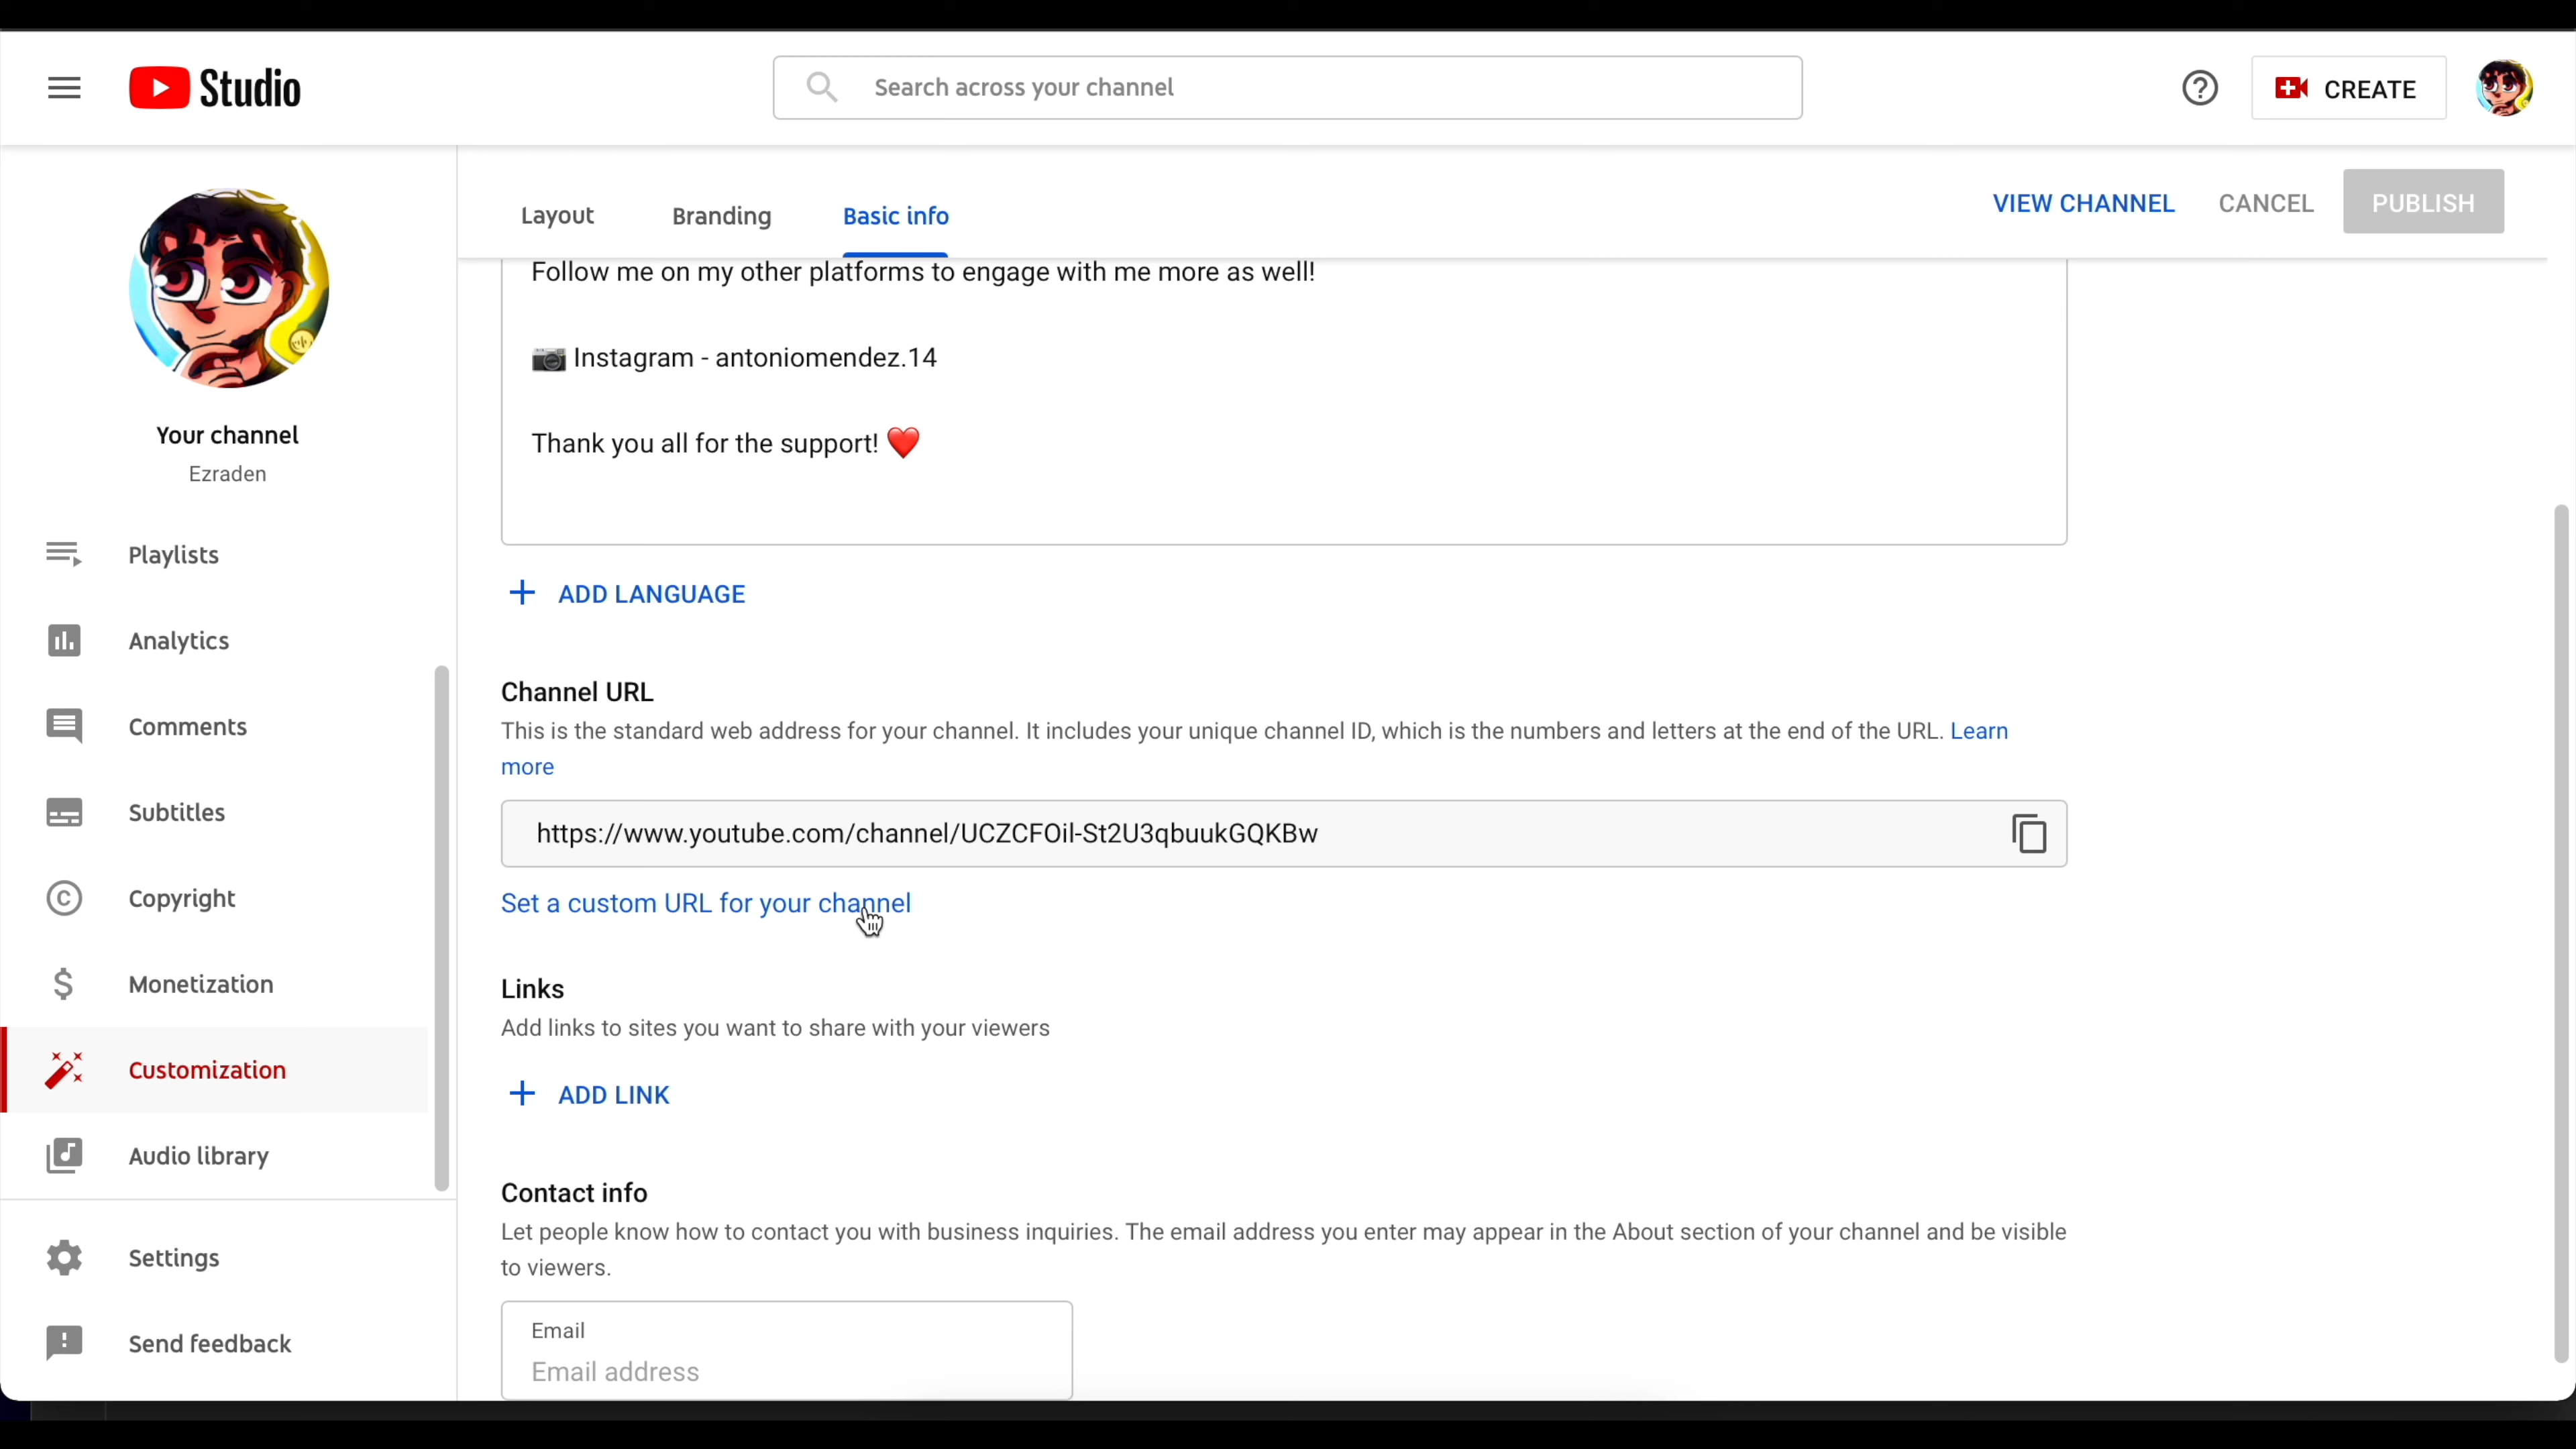 Studio
Search across your channel
CREATE
Your channel
Ezraden
Playlists
Analytics
Comments
Subtitles
Copyright
Monetization
Customization
Audio library
Settings
Send feedback
Layout Branding Basic info
VIEW CHANNEL CANCEL PUBLISH
Follow me on my other platforms to engage with me more as well!
📷 Instagram - antoniomendez.14
Thank you all for the support! ❤️
+ ADD LANGUAGE
Channel URL
This is the standard web address for your channel. It includes your unique channel ID, which is the numbers and letters at the end of the URL. Learn
more
https://www.youtube.com/channel/UCZCFOil-St2U3qbuukGQKBw
Set a custom URL for your channel
Links
Add links to sites you want to share with your viewers
+ ADD LINK
Contact info
Let people know how to contact you with business inquiries. The email address you enter may appear in the About section of your channel and be visible
to viewers.
Email
Email address